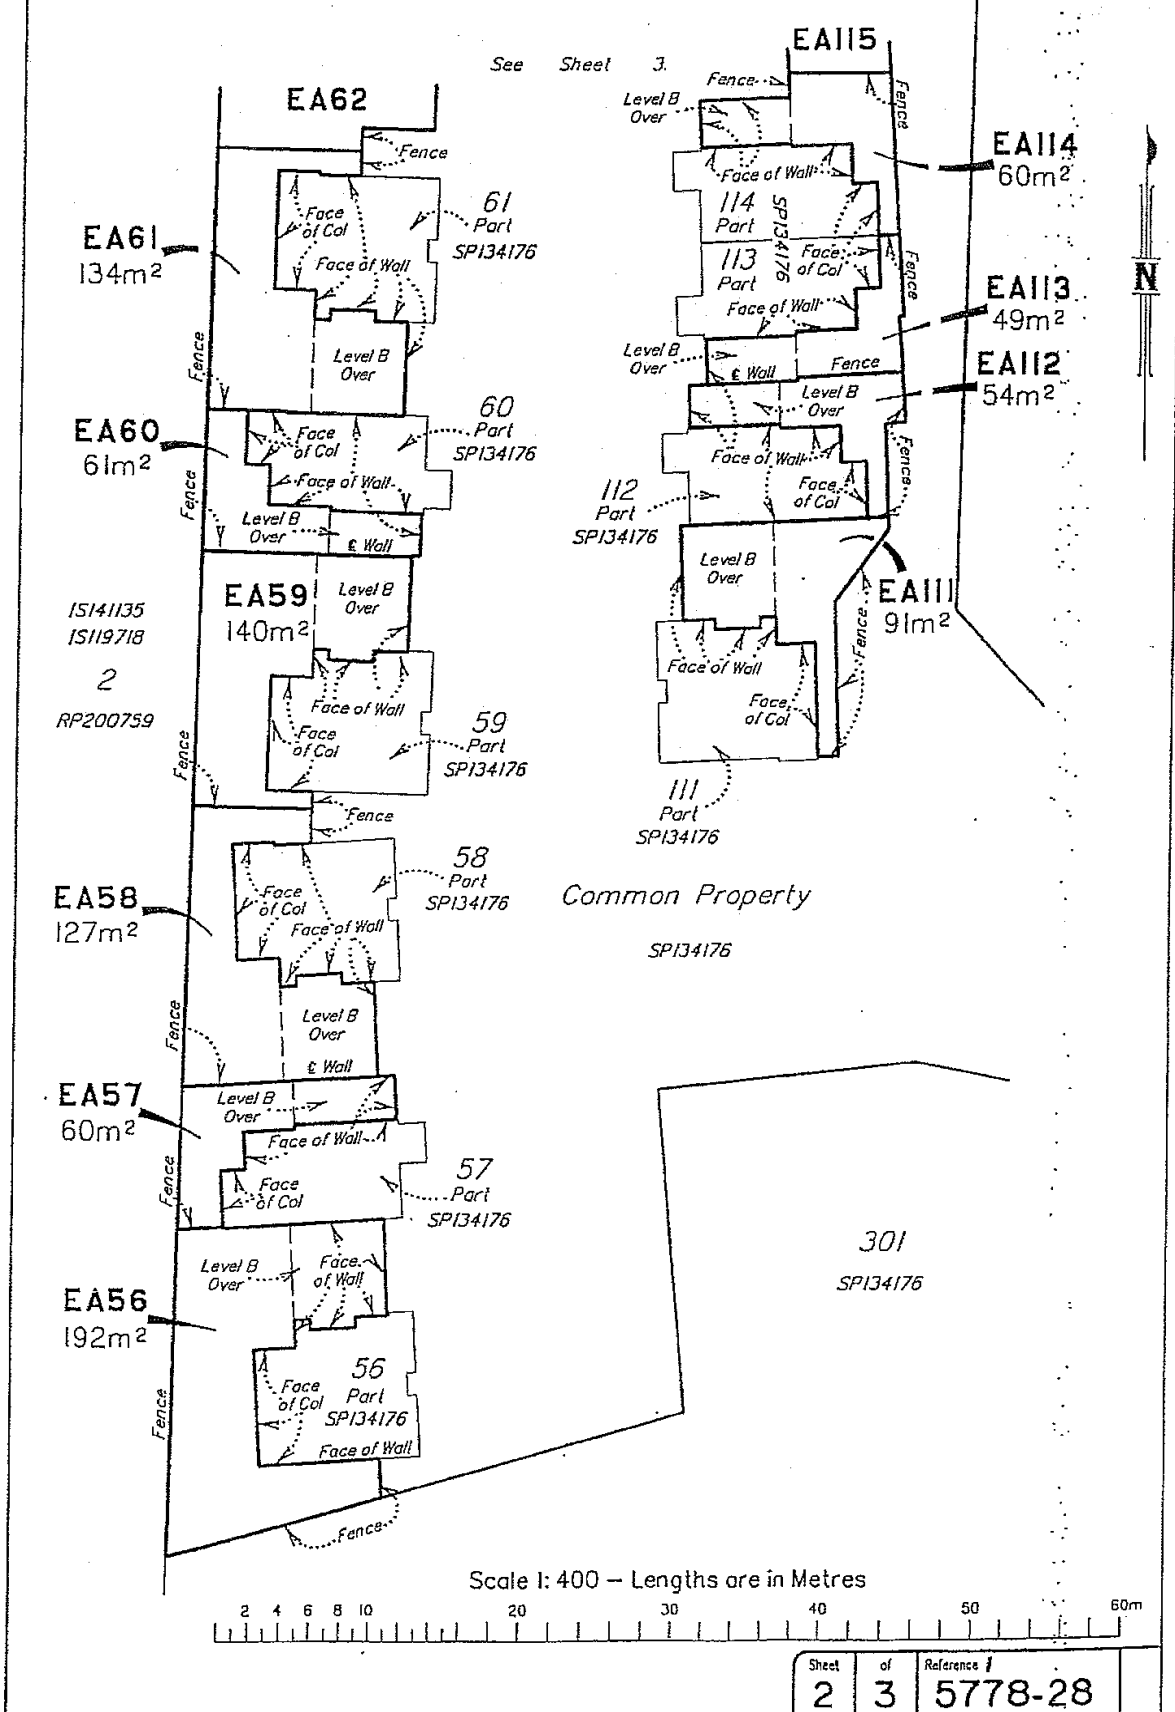 See Sheet 3.
EA62
Fence
61
Part
SP134176
Face
of Col
Face of Wall
EA61
134m²
Level B
Over
Fence
60
Part
SP134176
EA60
61m²
Face
of Col
Face of Wall
Fence
Level B
Over
℄ Wall
EA59
140m²
Level B
Over
IS141135
IS119718
2
RP200759
Face of Wall
Face
of Col
59
Part
SP134176
Fence
Fence
58
Part
SP134176
EA58
127m²
Face
of Col
Face of Wall
Fence
Level B
Over
℄ Wall
EA57
60m²
Level B
Over
Face of Wall
Fence
Face
of Col
57
Part
SP134176
Level B
Over
Face
of Wall
EA56
192m²
56
Part
SP134176
Face
of Col
Face of Wall
Fence
Fence
EA115
Fence
Fence
Level B
Over
EA114
60m²
Face of Wall
114
Part
SP134176
113
Part
Face
of Col
Fence
Face of Wall
EA113
49m²
Level B
Over
℄ Wall
Fence
EA112
54m²
Level B
Over
Face of Wall
Fence
Face
of Col
112
Part
SP134176
Level B
Over
EA111
91m²
Fence
Face of Wall
Face
of Col
111
Part
SP134176
N
Common Property
SP134176
301
SP134176
Scale 1: 400 – Lengths are in Metres
2 4 6 8 10 20 30 40 50 60m
Sheet
2
of
3
Reference
5778-28